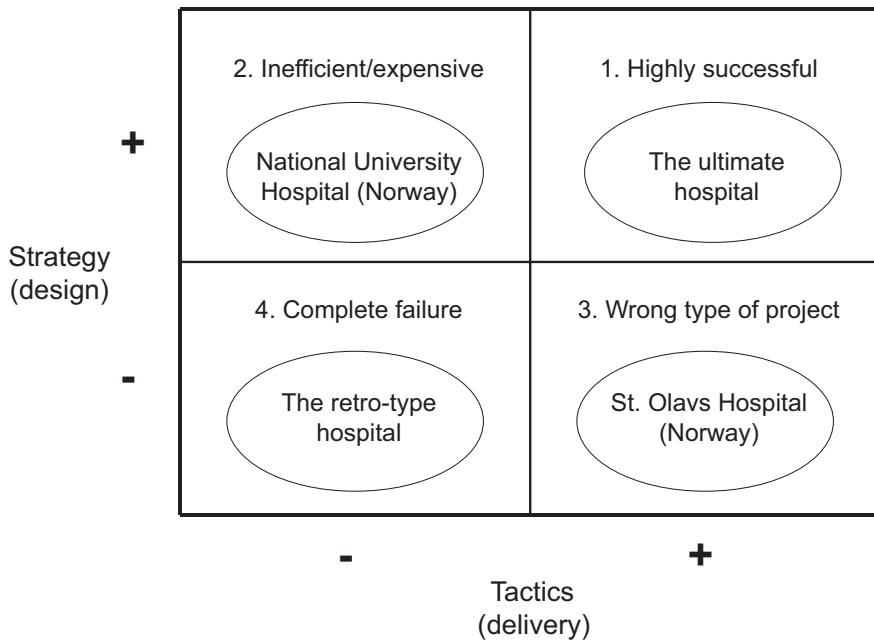 2. Inefficient/expensive
1. Highly successful
National University
Hospital (Norway)
The ultimate
hospital
+
Strategy
(design)
4. Complete failure
3. Wrong type of project
-
The retro-type
hospital
St. Olavs Hospital
(Norway)
-
+
Tactics
(delivery)